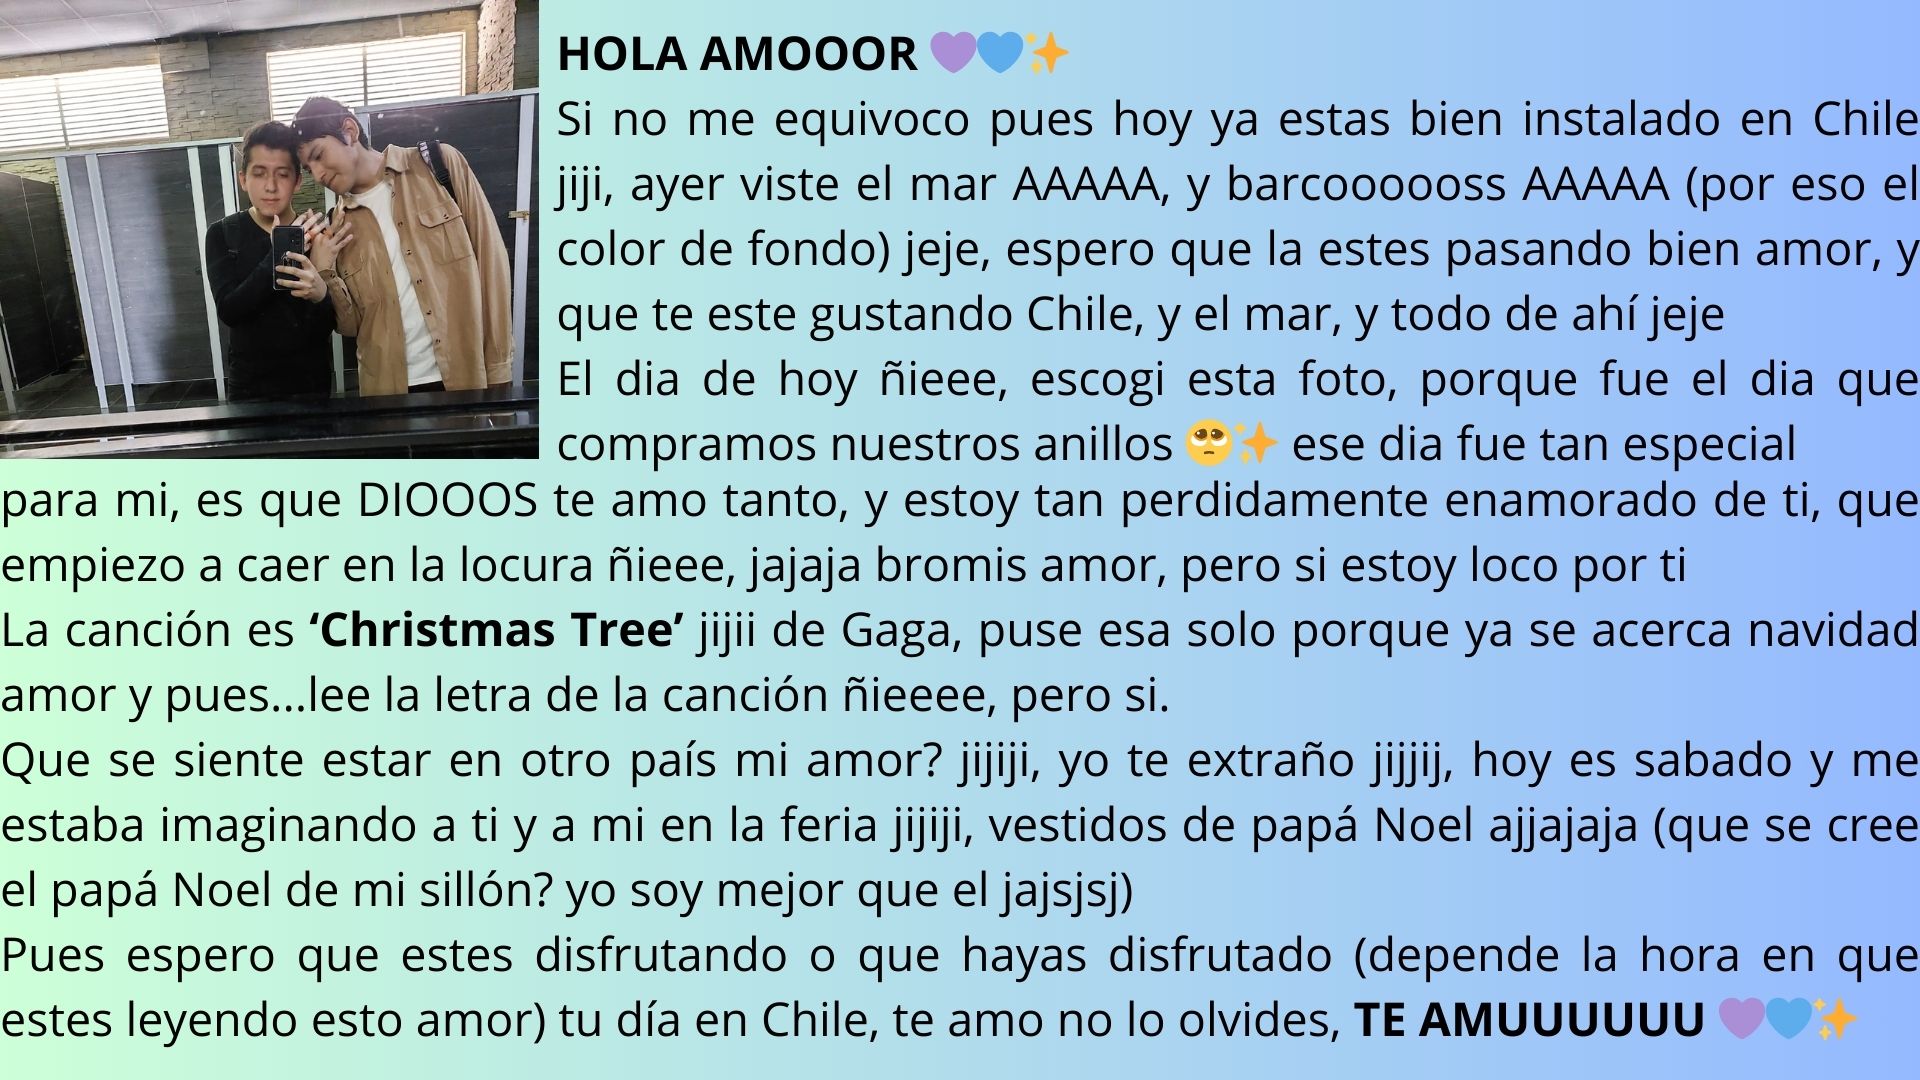 HOLA AMOOOR 💜💙✨
Si no me equivoco pues hoy ya estas bien instalado en Chile
jiji, ayer viste el mar AAAAA, y barcoooooss AAAAA (por eso el
color de fondo) jeje, espero que la estes pasando bien amor, y
que te este gustando Chile, y el mar, y todo de ahí jeje
El dia de hoy ñieee, escogi esta foto, porque fue el dia que
compramos nuestros anillos 🥺✨ ese dia fue tan especial
para mi, es que DIOOOS te amo tanto, y estoy tan perdidamente enamorado de ti, que
empiezo a caer en la locura ñieee, jajaja bromis amor, pero si estoy loco por ti
La canción es ‘Christmas Tree’ jijii de Gaga, puse esa solo porque ya se acerca navidad
amor y pues...lee la letra de la canción ñieeee, pero si.
Que se siente estar en otro país mi amor? jijiji, yo te extraño jijjij, hoy es sabado y me
estaba imaginando a ti y a mi en la feria jijiji, vestidos de papá Noel ajjajaja (que se cree
el papá Noel de mi sillón? yo soy mejor que el jajsjsj)
Pues espero que estes disfrutando o que hayas disfrutado (depende la hora en que
estes leyendo esto amor) tu día en Chile, te amo no lo olvides, TE AMUUUUUU 💜💙✨